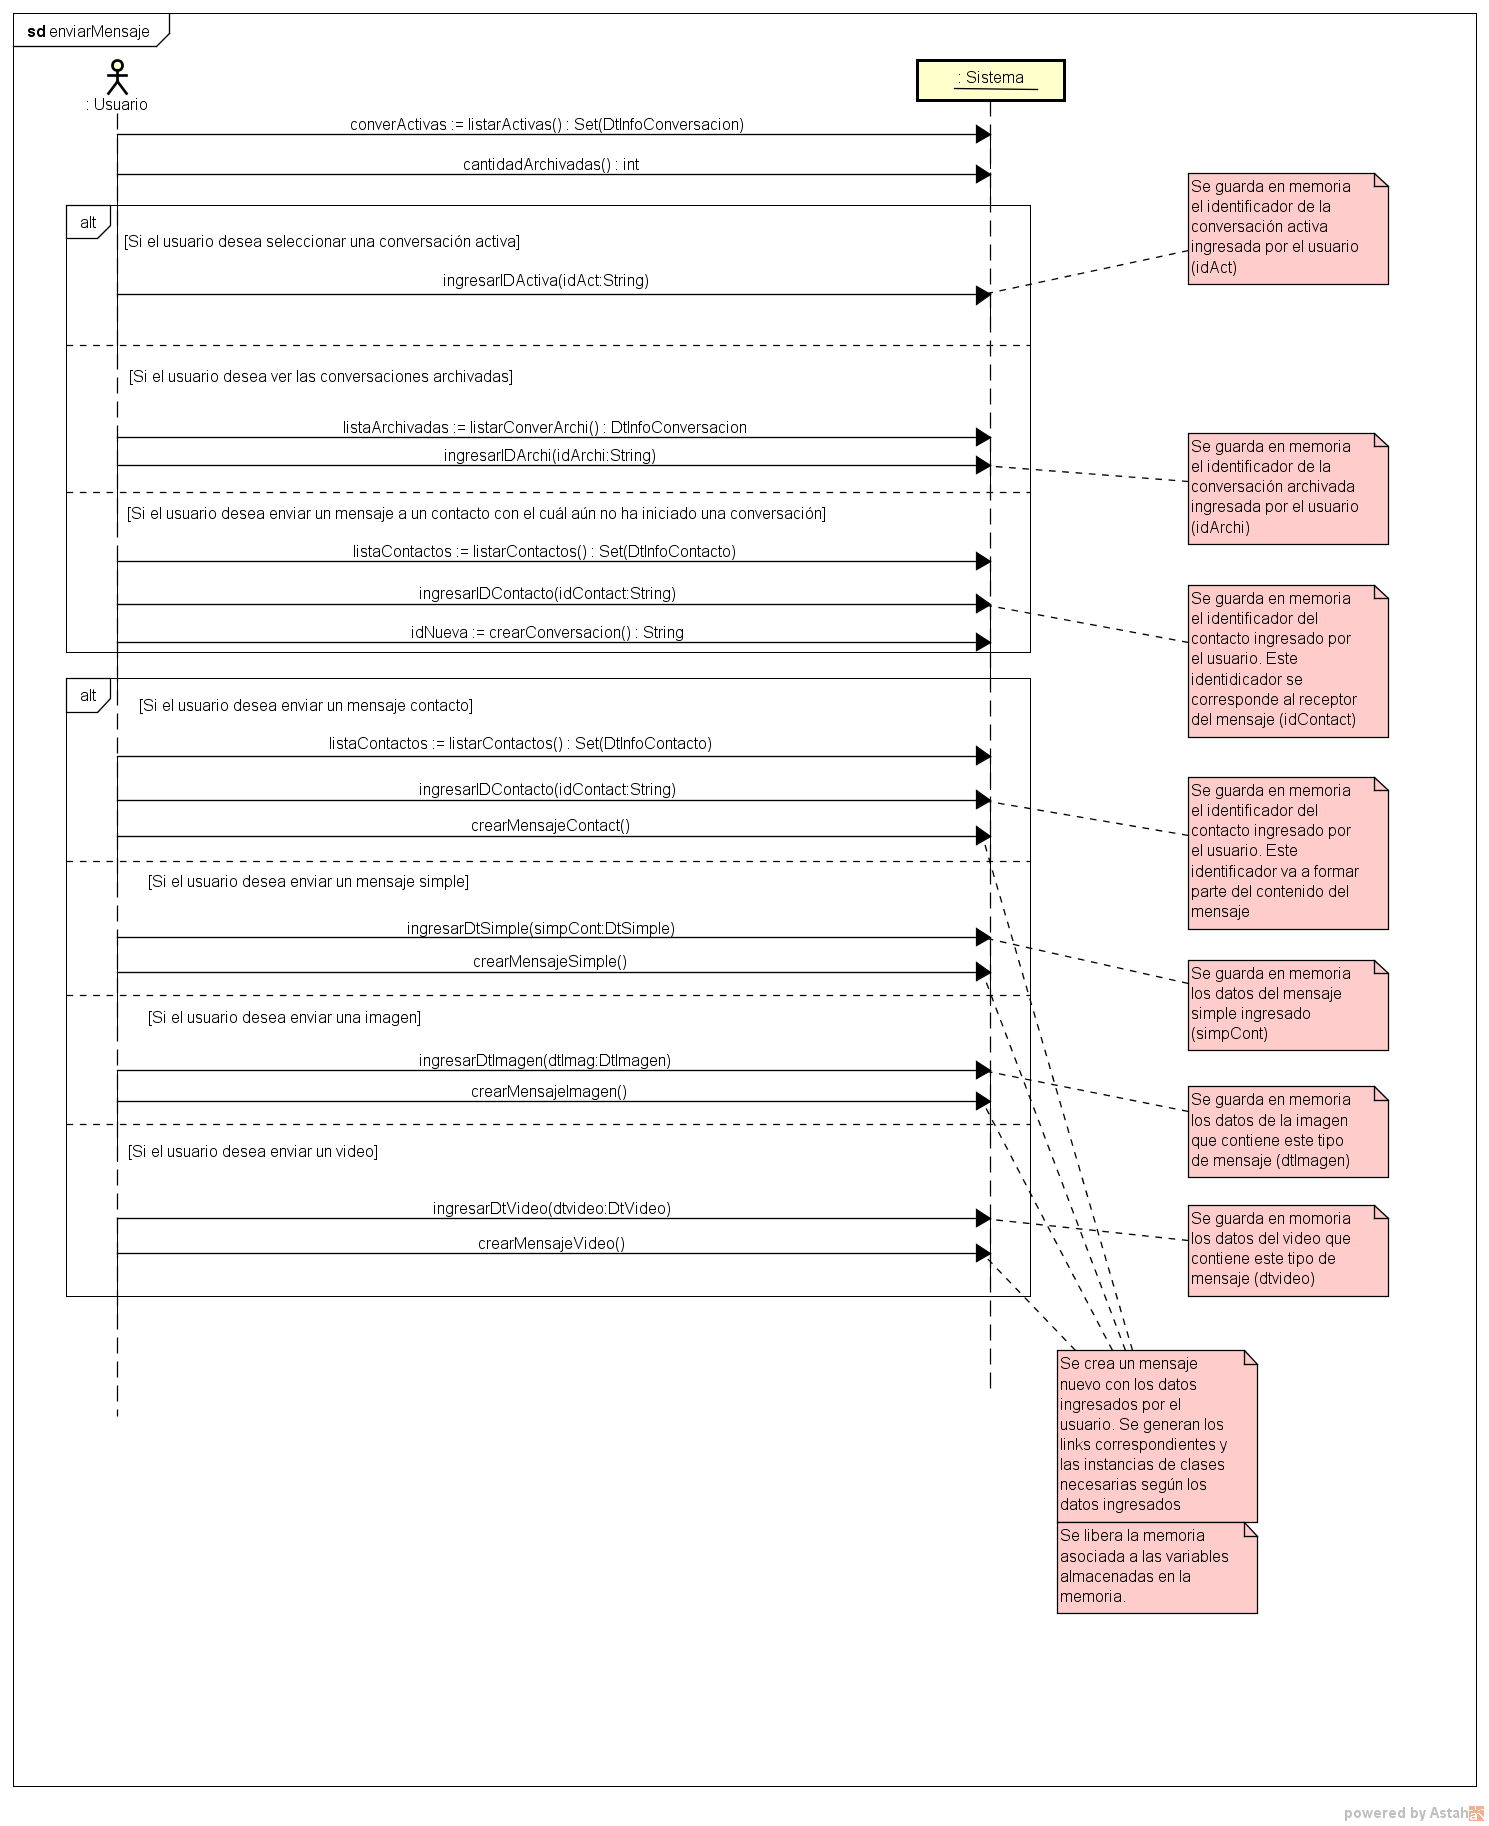 sd enviarMensaje
: Usuario
: Sistema
converActivas := listarActivas() : Set(DtInfoConversacion)
cantidadArchivadas() : int
Se guarda en memoria
el identificador de la
conversación activa
ingresada por el usuario
(idAct)
alt
[Si el usuario desea seleccionar una conversación activa]
ingresarIDActiva(idAct:String)
[Si el usuario desea ver las conversaciones archivadas]
listaArchivadas := listarConverArchi() : DtInfoConversacion
ingresarIDArchi(idArchi:String)
Se guarda en memoria
el identificador de la
conversación archivada
ingresada por el usuario
(idArchi)
[Si el usuario desea enviar un mensaje a un contacto con el cuál aún no ha iniciado una conversación]
listaContactos := listarContactos() : Set(DtInfoContacto)
ingresarIDContacto(idContact:String)
idNueva := crearConversacion() : String
Se guarda en memoria
el identificador del
contacto ingresado por
el usuario. Este
identidicador se
corresponde al receptor
del mensaje (idContact)
alt
[Si el usuario desea enviar un mensaje contacto]
listaContactos := listarContactos() : Set(DtInfoContacto)
ingresarIDContacto(idContact:String)
crearMensajeContact()
Se guarda en memoria
el identificador del
contacto ingresado por
el usuario. Este
identificador va a formar
parte del contenido del
mensaje
[Si el usuario desea enviar un mensaje simple]
ingresarDtSimple(simpCont:DtSimple)
crearMensajeSimple()
Se guarda en memoria
los datos del mensaje
simple ingresado
(simpCont)
[Si el usuario desea enviar una imagen]
ingresarDtImagen(dtImag:DtImagen)
crearMensajeImagen()
Se guarda en memoria
los datos de la imagen
que contiene este tipo
de mensaje (dtImagen)
[Si el usuario desea enviar un video]
ingresarDtVideo(dtvideo:DtVideo)
crearMensajeVideo()
Se guarda en momoria
los datos del video que
contiene este tipo de
mensaje (dtvideo)
Se crea un mensaje
nuevo con los datos
ingresados por el
usuario. Se generan los
links correspondientes y
las instancias de clases
necesarias según los
datos ingresados
Se libera la memoria
asociada a las variables
almacenadas en la
memoria.
powered by Astah